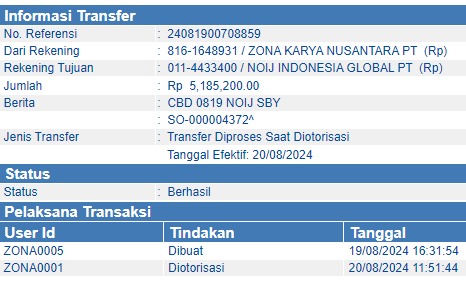 Informasi Transfer
No. Referensi : 24081900708859
Dari Rekening : 816-1648931 / ZONA KARYA NUSANTARA PT (Rp)
Rekening Tujuan : 011-4433400 / NOIJ INDONESIA GLOBAL PT (Rp)
Jumlah : Rp 5,185,200.00
Berita : CBD 0819 NOIJ SBY
: SO-000004372^
Jenis Transfer : Transfer Diproses Saat Diotorisasi
Tanggal Efektif: 20/08/2024
Status
Status : Berhasil
Pelaksana Transaksi
User Id Tindakan Tanggal
ZONA0005 Dibuat 19/08/2024 16:31:54
ZONA0001 Diotorisasi 20/08/2024 11:51:44